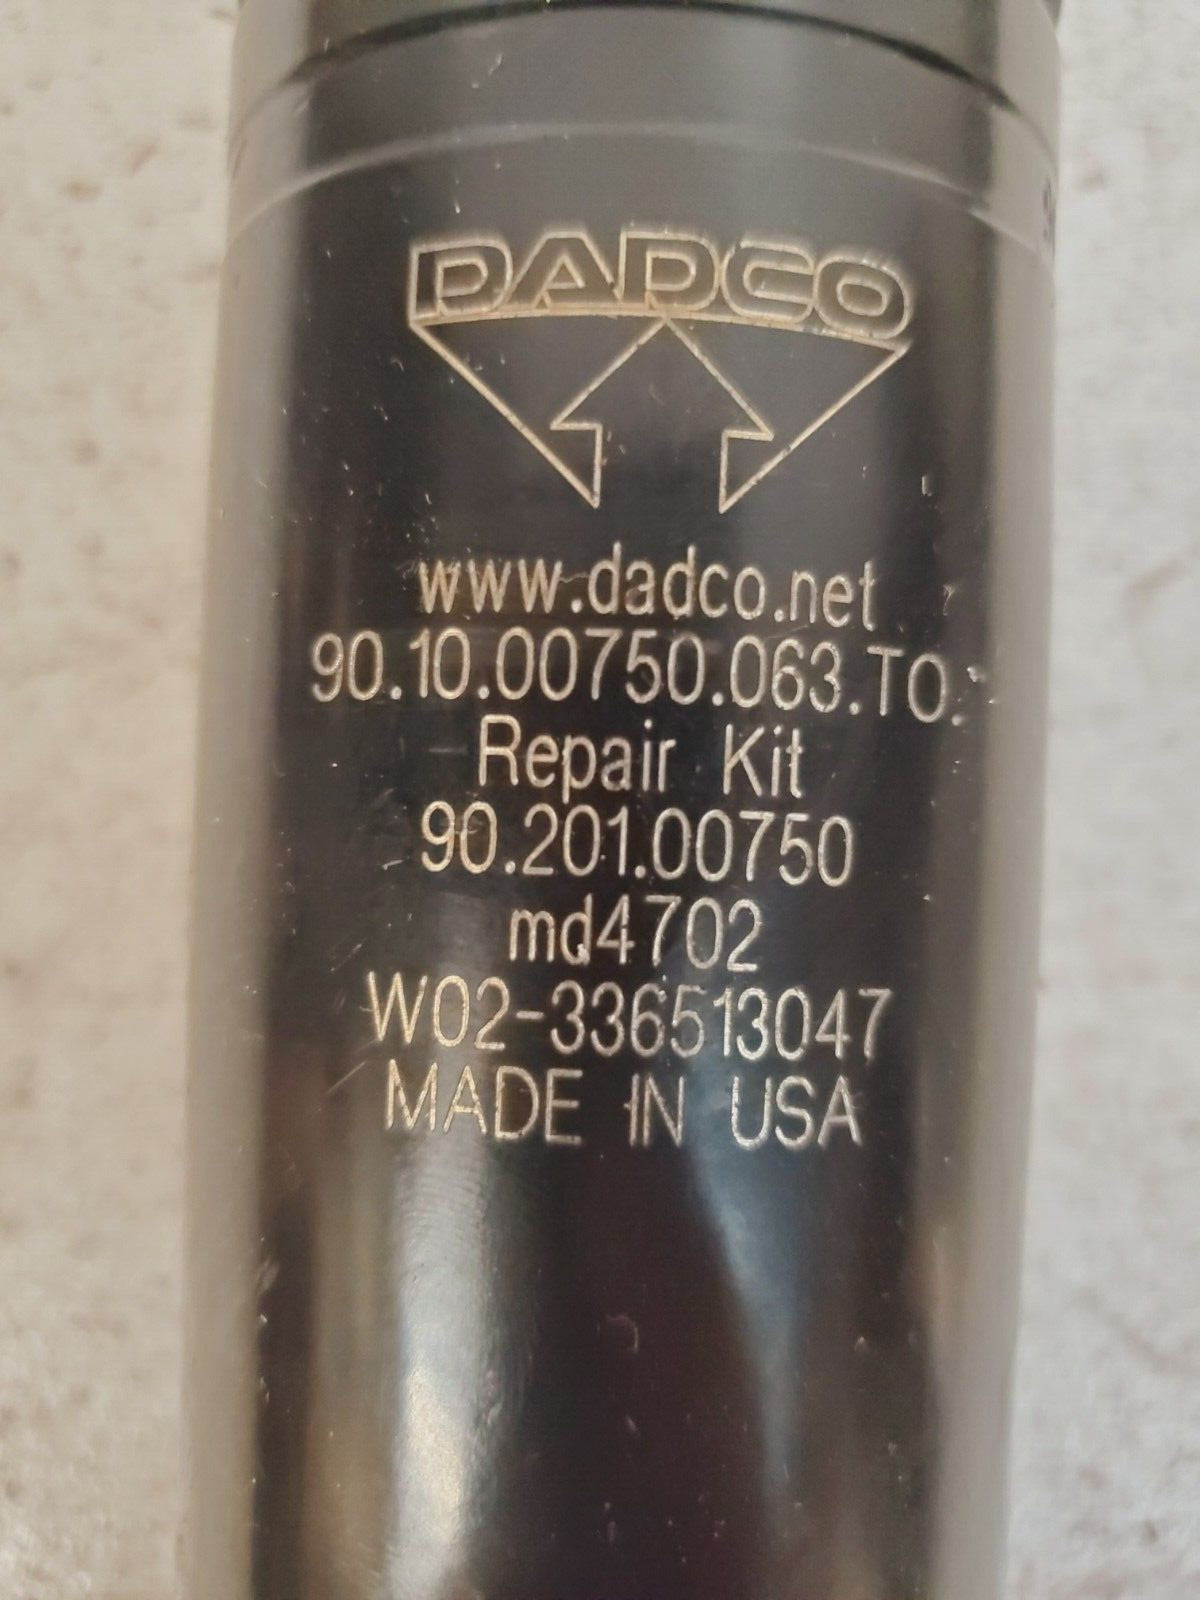 DADCO
www.dadco.net
90.10.00750.063.TO.
Repair Kit
90.201.00750
md4702
W02-336513047
MADE IN USA